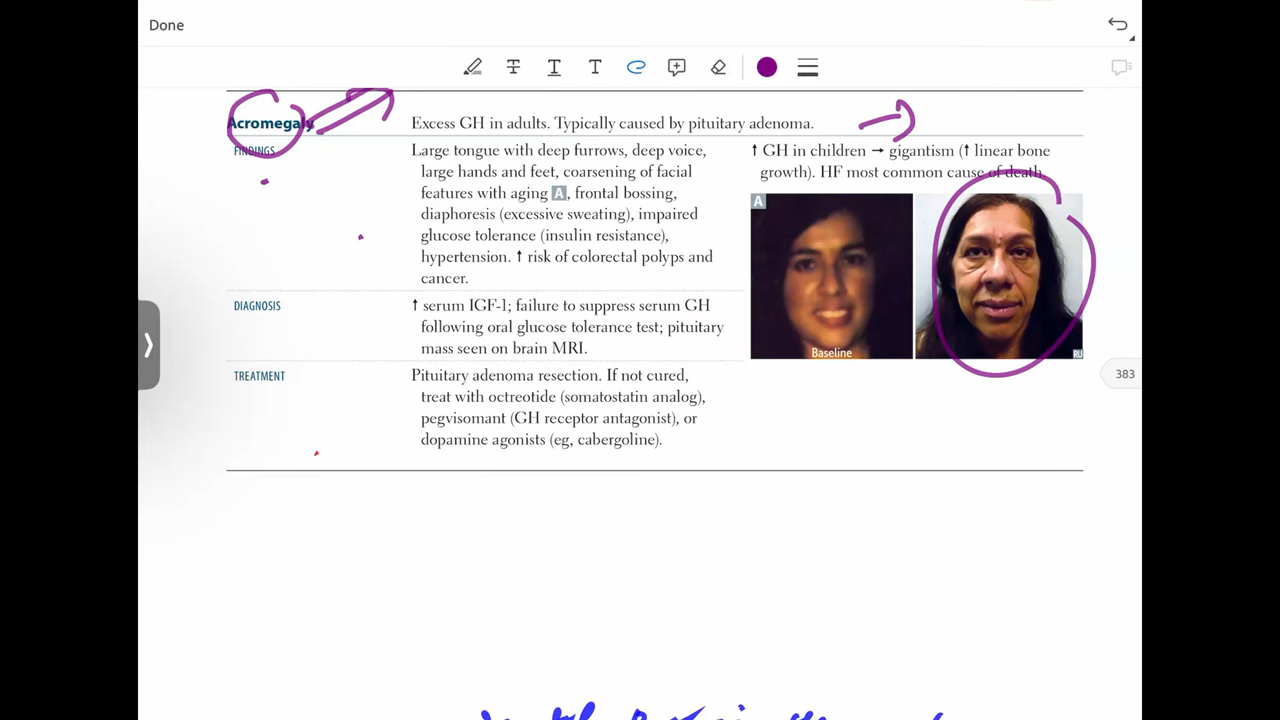 Done
Acromegaly
Excess GH in adults. Typically caused by pituitary adenoma.
FINDINGS
Large tongue with deep furrows, deep voice,
large hands and feet, coarsening of facial
features with aging A, frontal bossing,
diaphoresis (excessive sweating), impaired
glucose tolerance (insulin resistance),
hypertension. ↑ risk of colorectal polyps and
cancer.
↑ GH in children → gigantism (↑ linear bone
growth). HF most common cause of death.
A
Baseline
RU
DIAGNOSIS
↑ serum IGF-1; failure to suppress serum GH
following oral glucose tolerance test; pituitary
mass seen on brain MRI.
TREATMENT
Pituitary adenoma resection. If not cured,
treat with octreotide (somatostatin analog),
pegvisomant (GH receptor antagonist), or
dopamine agonists (eg, cabergoline).
383